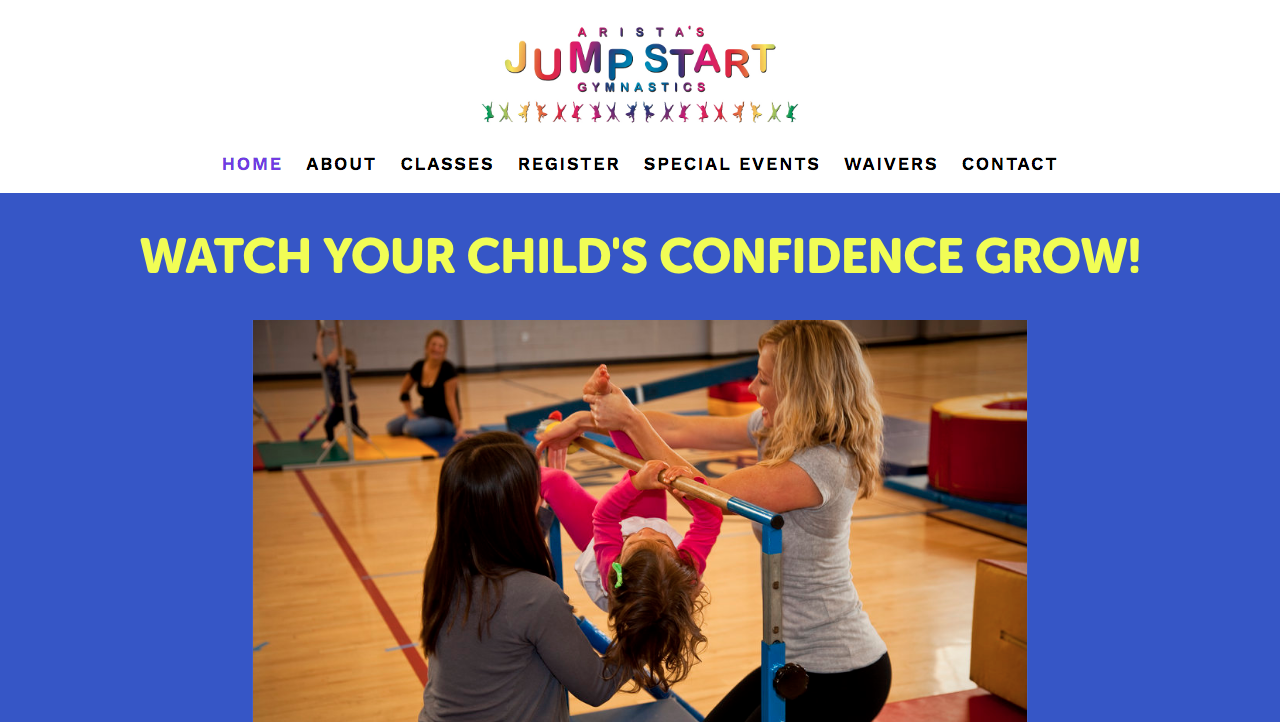 ARISTA'S
JUMP START
GYMNASTICS
HOME ABOUT CLASSES REGISTER SPECIAL EVENTS WAIVERS CONTACT
WATCH YOUR CHILD'S CONFIDENCE GROW!